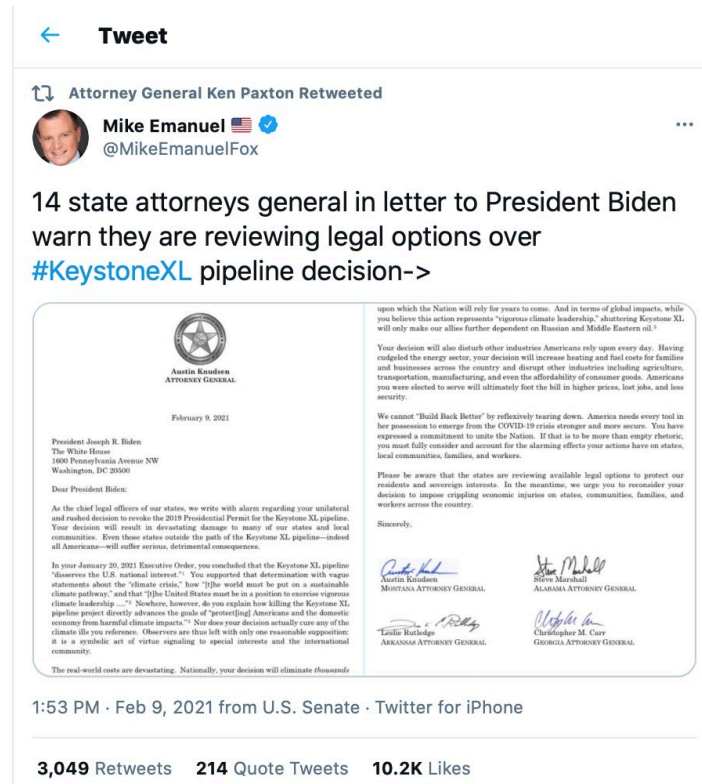 Tweet
Attorney General Ken Paxton Retweeted
Mike Emanuel
@MikeEmanuelFox
14 state attorneys general in letter to President Biden
warn they are reviewing legal options over
#KeystoneXL pipeline decision->
Austin Knudsen
ATTORNEY GENERAL
February 9, 2021
President Joseph R. Biden
The White House
1600 Pennsylvania Avenue NW
Washington, DC 20500
Dear President Biden:
As the chief legal officers of our states, we write with alarm regarding your unilateral
and rushed decision to revoke the 2019 Presidential Permit for the Keystone XL pipeline.
Your decision will result in devastating damage to many of our states and local
communities. Even those states outside the path of the Keystone XL pipeline—indeed
all Americans—will suffer serious, detrimental consequences.
In your January 20, 2021 Executive Order, you concluded that the Keystone XL pipeline
"disserves the U.S. national interest."¹ You supported that determination with vague
statements about the "climate crisis," how "[t]he world must be put on a sustainable
climate pathway," and that "[t]he United States must be in a position to exercise vigorous
climate leadership ...."² Nowhere, however, do you explain how killing the Keystone XL
pipeline project directly advances the goals of "protect[ing] Americans and the domestic
economy from harmful climate impacts."³ Nor does your decision actually cure any of the
climate ills you reference. Observers are thus left with only one reasonable supposition:
it is a symbolic act of virtue signaling to special interests and the international
community.
The real-world costs are devastating. Nationally, your decision will eliminate thousands
upon which the Nation will rely for years to come. And in terms of global impacts, while
you believe this action represents "vigorous climate leadership," shuttering Keystone XL
will only make our allies further dependent on Russian and Middle Eastern oil.⁵
Your decision will also disturb other industries Americans rely upon every day. Having
cudgeled the energy sector, your decision will increase heating and fuel costs for families
and businesses across the country and disrupt other industries including agriculture,
transportation, manufacturing, and even the affordability of consumer goods. Americans
you were elected to serve will ultimately foot the bill in higher prices, lost jobs, and less
security.
We cannot "Build Back Better" by reflexively tearing down. America needs every tool in
her possession to emerge from the COVID-19 crisis stronger and more secure. You have
expressed a commitment to unite the Nation. If that is to be more than empty rhetoric,
you must fully consider and account for the alarming effects your actions have on states,
local communities, families, and workers.
Please be aware that the states are reviewing available legal options to protect our
residents and sovereign interests. In the meantime, we urge you to reconsider your
decision to impose crippling economic injuries on states, communities, families, and
workers across the country.
Sincerely,
Austin Knudsen
MONTANA ATTORNEY GENERAL
Steve Marshall
ALABAMA ATTORNEY GENERAL
Leslie Rutledge
ARKANSAS ATTORNEY GENERAL
Christopher M. Carr
GEORGIA ATTORNEY GENERAL
1:53 PM · Feb 9, 2021 from U.S. Senate · Twitter for iPhone
3,049 Retweets 214 Quote Tweets 10.2K Likes